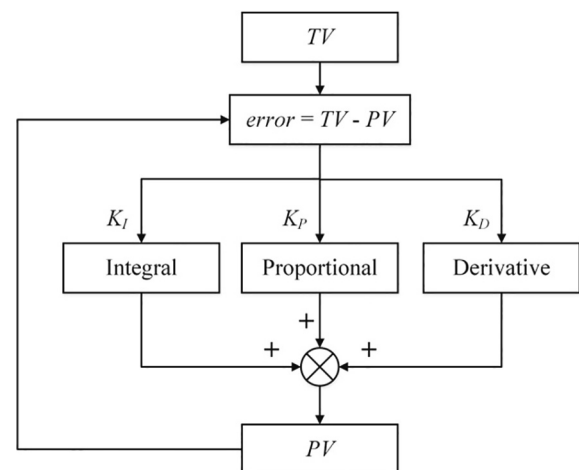 TV
error = TV - PV
K_I K_P K_D
Integral Proportional Derivative
+
+ +
PV